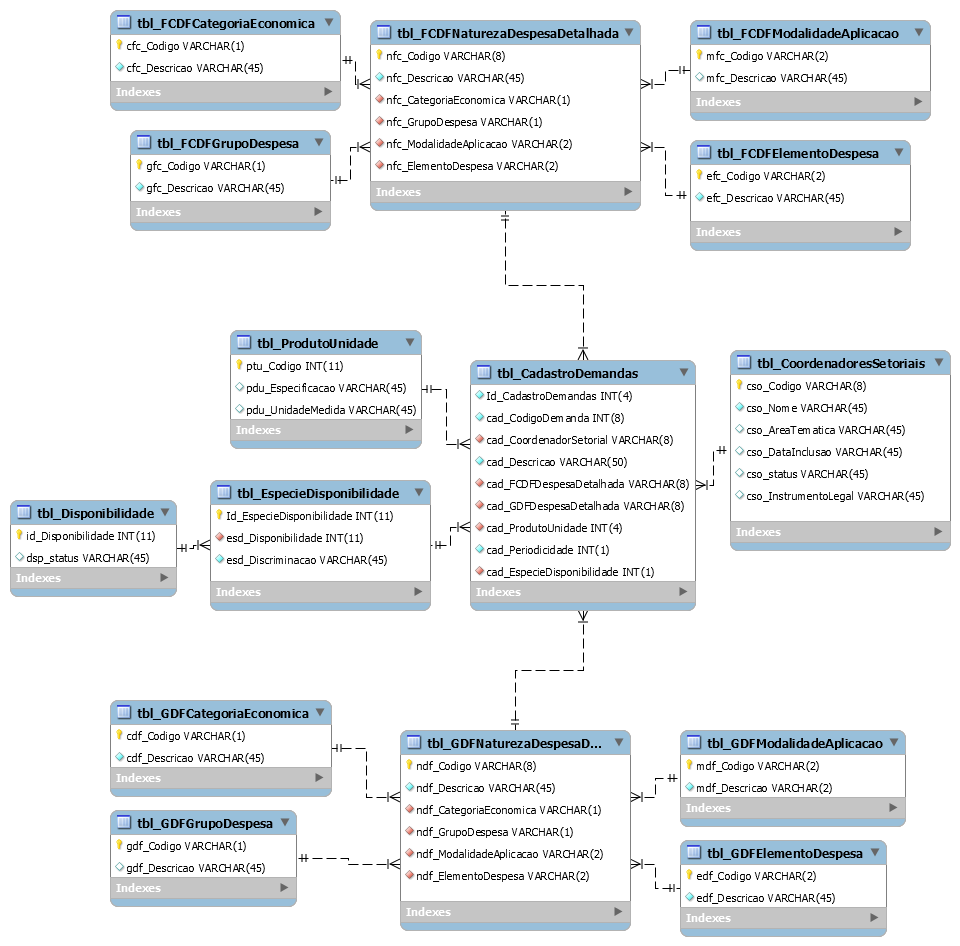 tbl_FCDFCategoriaEconomica
cfc_Codigo VARCHAR(1)
cfc_Descricao VARCHAR(45)
Indexes
tbl_FCDFNaturezaDespesaDetalhada
nfc_Codigo VARCHAR(8)
nfc_Descricao VARCHAR(45)
nfc_CategoriaEconomica VARCHAR(1)
nfc_GrupoDespesa VARCHAR(1)
nfc_ModalidadeAplicacao VARCHAR(2)
nfc_ElementoDespesa VARCHAR(2)
Indexes
tbl_FCDFModalidadeAplicacao
mfc_Codigo VARCHAR(2)
mfc_Descricao VARCHAR(45)
Indexes
tbl_FCDFGrupoDespesa
gfc_Codigo VARCHAR(1)
gfc_Descricao VARCHAR(45)
Indexes
tbl_FCDFElementoDespesa
efc_Codigo VARCHAR(2)
efc_Descricao VARCHAR(45)
Indexes
tbl_ProdutoUnidade
ptu_Codigo INT(11)
pdu_Especificacao VARCHAR(45)
pdu_UnidadeMedida VARCHAR(45)
Indexes
tbl_CadastroDemandas
Id_CadastroDemandas INT(4)
cad_CodigoDemanda INT(8)
cad_CoordenadorSetorial VARCHAR(8)
cad_Descricao VARCHAR(50)
cad_FCDFDespesaDetalhada VARCHAR(8)
cad_GDFDespesaDetalhada VARCHAR(8)
cad_ProdutoUnidade INT(4)
cad_Periodicidade INT(1)
cad_EspecieDisponibilidade INT(1)
Indexes
tbl_CoordenadoresSetoriais
cso_Codigo VARCHAR(8)
cso_Nome VARCHAR(45)
cso_AreaTematica VARCHAR(45)
cso_DataInclusao VARCHAR(45)
cso_status VARCHAR(45)
cso_InstrumentoLegal VARCHAR(45)
Indexes
tbl_Disponibilidade
id_Disponibilidade INT(11)
dsp_status VARCHAR(45)
Indexes
tbl_EspecieDisponibilidade
Id_EspecieDisponibilidade INT(11)
esd_Disponibilidade INT(11)
esd_Discriminacao VARCHAR(45)
Indexes
tbl_GDFCategoriaEconomica
cdf_Codigo VARCHAR(1)
cdf_Descricao VARCHAR(45)
Indexes
tbl_GDFNaturezaDespesaD...
ndf_Codigo VARCHAR(8)
ndf_Descricao VARCHAR(45)
ndf_CategoriaEconomica VARCHAR(1)
ndf_GrupoDespesa VARCHAR(1)
ndf_ModalidadeAplicacao VARCHAR(2)
ndf_ElementoDespesa VARCHAR(2)
Indexes
tbl_GDFModalidadeAplicacao
mdf_Codigo VARCHAR(2)
mdf_Descricao VARCHAR(2)
Indexes
tbl_GDFGrupoDespesa
gdf_Codigo VARCHAR(1)
gdf_Descricao VARCHAR(45)
Indexes
tbl_GDFElementoDespesa
edf_Codigo VARCHAR(2)
edf_Descricao VARCHAR(45)
Indexes